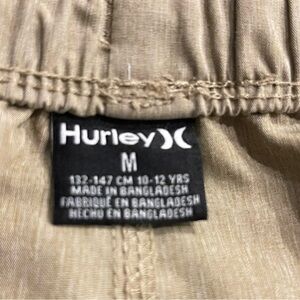 Hurley
M
132-147 CM 10-12 YRS
MADE IN BANGLADESH
FABRIQUÉ EN BANGLADESH
HECHO EN BANGLADESH